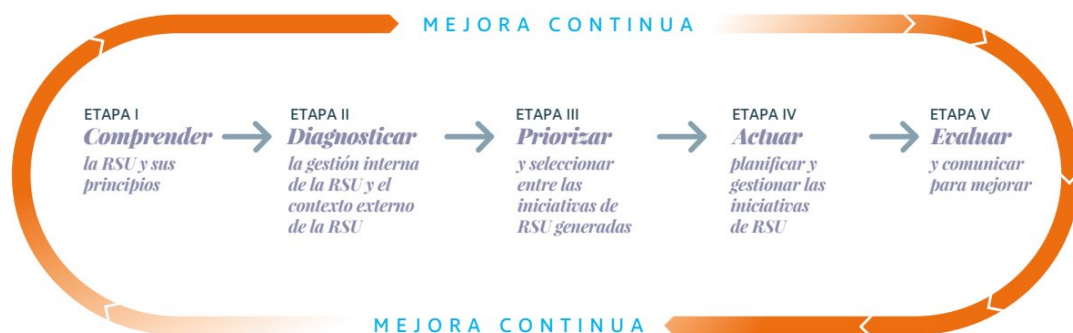 MEJORA CONTINUA
ETAPA I
Comprender
la RSU y sus
principios
ETAPA II
Diagnosticar
la gestión interna
de la RSU y el
contexto externo
de la RSU
ETAPA III
Priorizar
y seleccionar
entre las
iniciativas de
RSU generadas
ETAPA IV
Actuar
planificar y
gestionar las
iniciativas
de RSU
ETAPA V
Evaluar
y comunicar
para mejorar
MEJORA CONTINUA